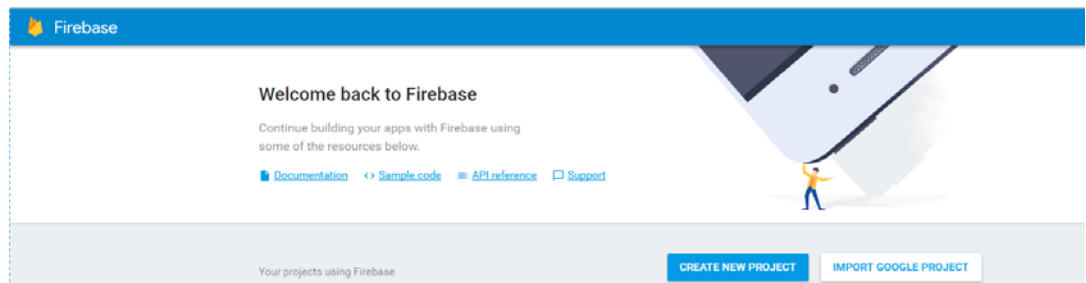 Firebase
Welcome back to Firebase
Continue building your apps with Firebase using
some of the resources below.
Documentation Sample code API reference Support
Your projects using Firebase CREATE NEW PROJECT IMPORT GOOGLE PROJECT